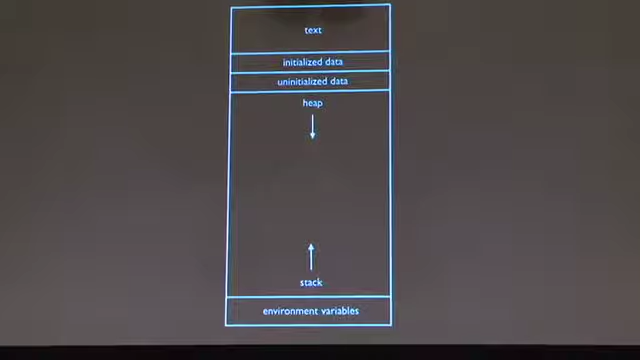 text
initialized data
uninitialized data
heap
stack
environment variables